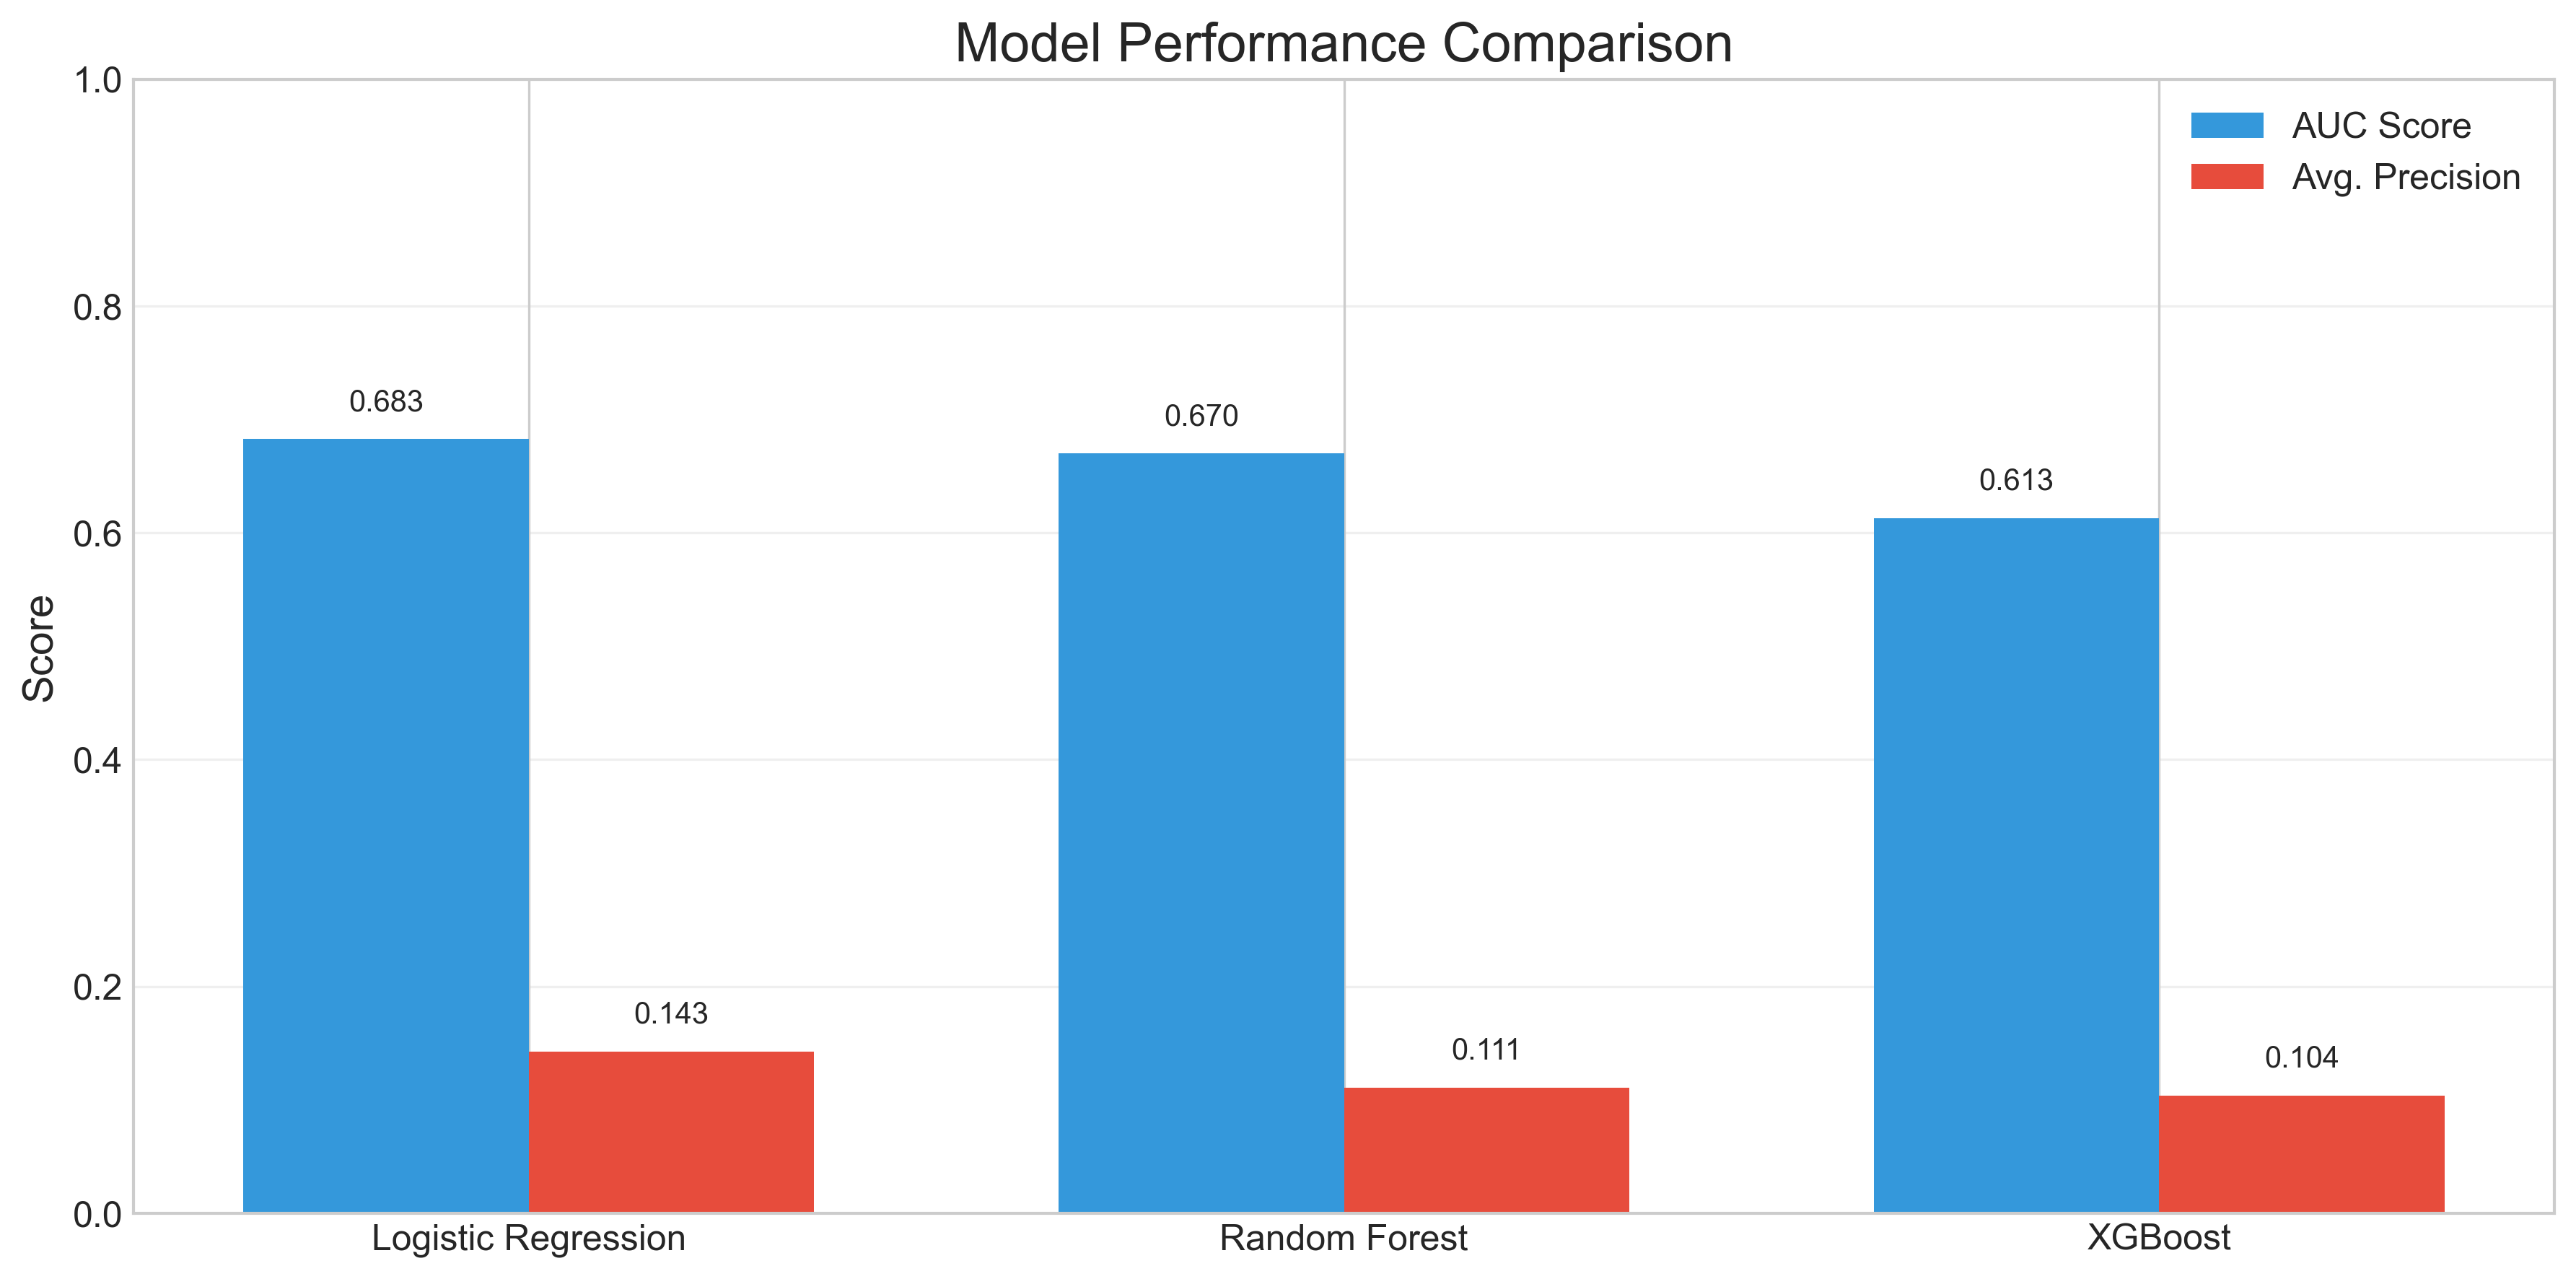 Model Performance Comparison
1.0
0.8
0.6
0.4
0.2
0.0
Score
AUC Score
Avg. Precision
0.683
0.143
0.670
0.111
0.613
0.104
Logistic Regression
Random Forest
XGBoost